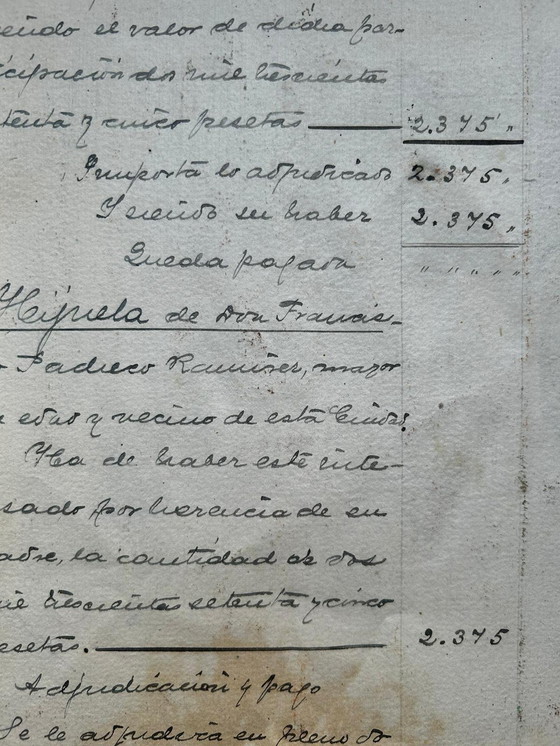 siendo el valor de dicha par-
ticipación dos mil trescientas
setenta y cinco pesetas 2.375 "
Importa lo adjudicado 2.375 "
Y siendo su haber 2.375 "
Queda pagada " " " " "
Hijuela de Don Francis-
Pacheco Ramirez, mayor
edad y vecino de esta Ciudad.
Ha de haber este inte-
sado por herencia de su
adre, la cantidad de dos
mil trescientas setenta y cinco
esetas. 2.375
Adjudicación y pago
Se le adjudica en pleno do